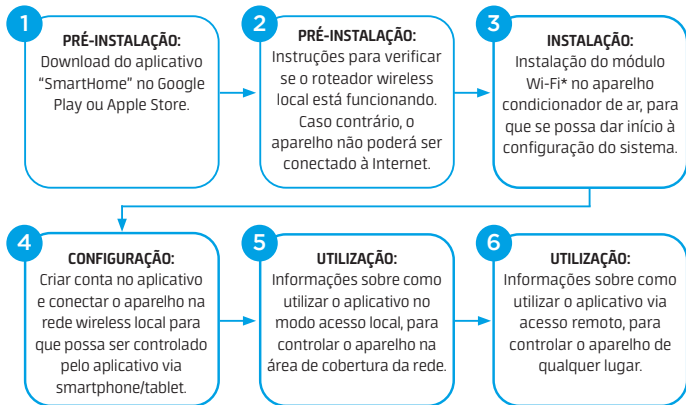 1
PRÉ-INSTALAÇÃO:
Download do aplicativo
“SmartHome” no Google
Play ou Apple Store.
2
PRÉ-INSTALAÇÃO:
Instruções para verificar
se o roteador wireless
local está funcionando.
Caso contrário, o
aparelho não poderá ser
conectado à Internet.
3
INSTALAÇÃO:
Instalação do módulo
Wi-Fi* no aparelho
condicionador de ar, para
que se possa dar início à
configuração do sistema.
4
CONFIGURAÇÃO:
Criar conta no aplicativo
e conectar o aparelho na
rede wireless local para
que possa ser controlado
pelo aplicativo via
smartphone/tablet.
5
UTILIZAÇÃO:
Informações sobre como
utilizar o aplicativo no
modo acesso local, para
controlar o aparelho na
área de cobertura da rede.
6
UTILIZAÇÃO:
Informações sobre como
utilizar o aplicativo via
acesso remoto, para
controlar o aparelho de
qualquer lugar.